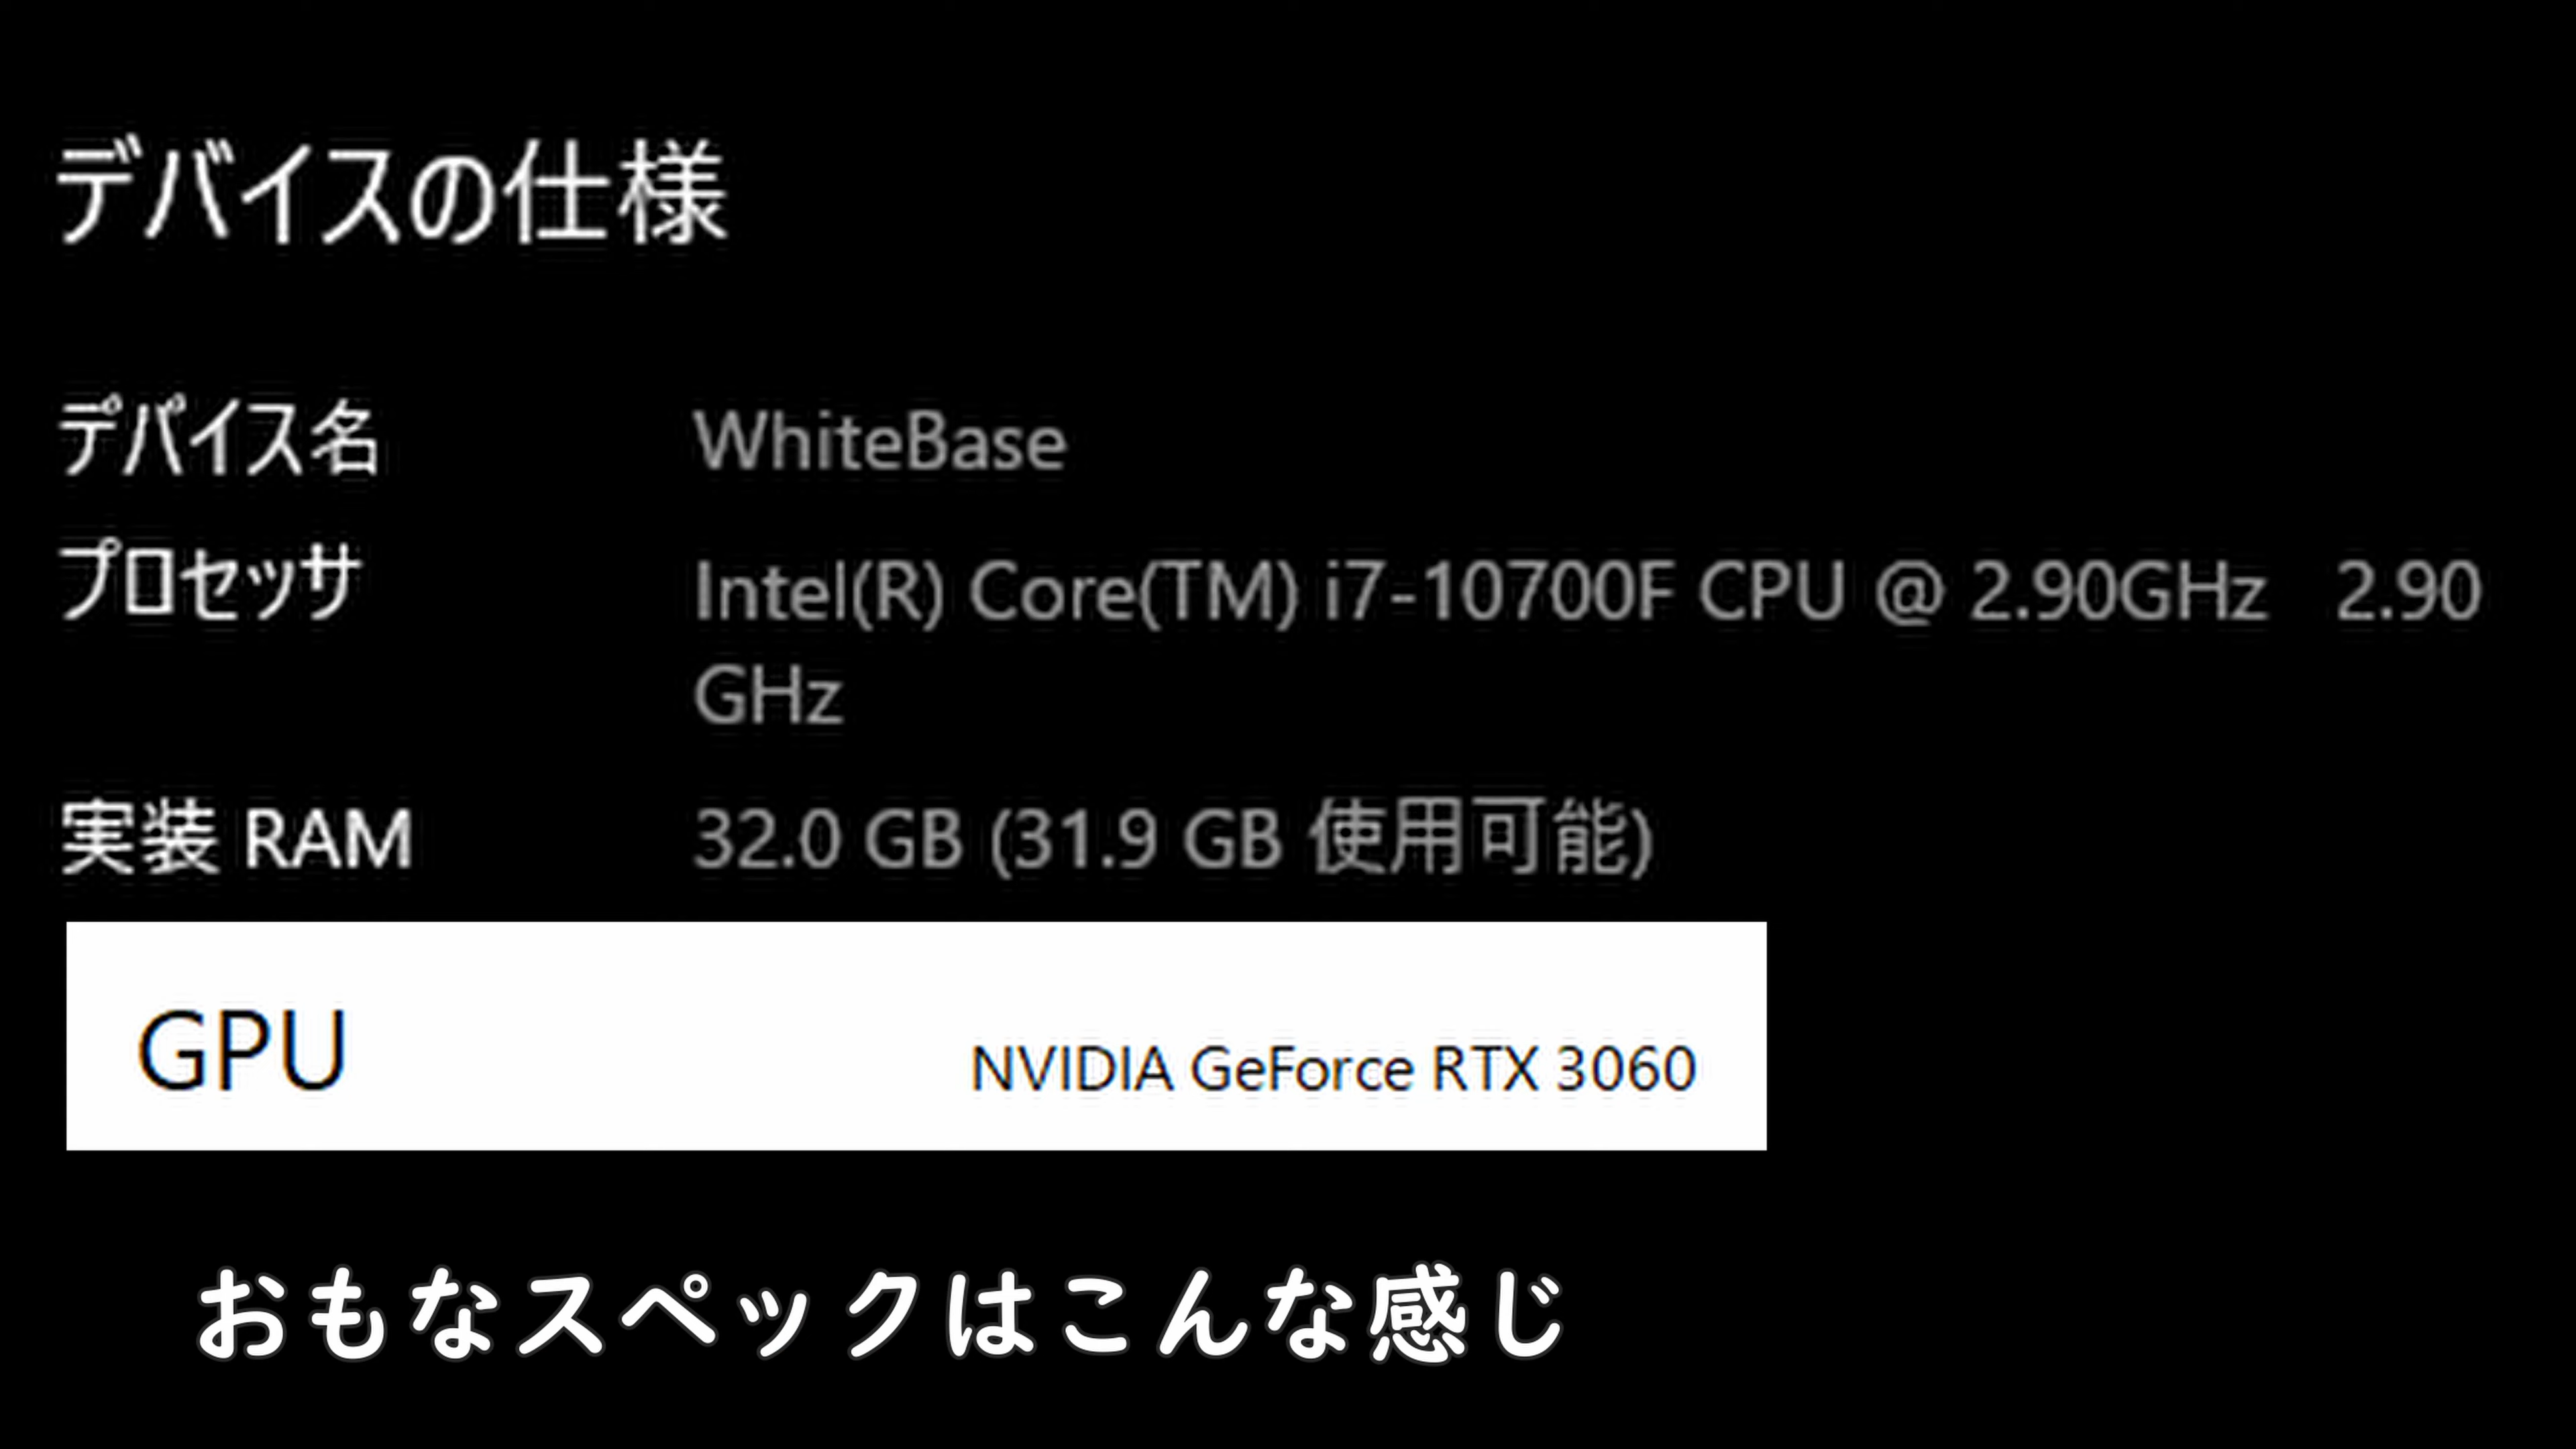 デバイスの仕様
デバイス名 WhiteBase
プロセッサ Intel(R) Core(TM) i7-10700F CPU @ 2.90GHz 2.90
GHz
実装 RAM 32.0 GB (31.9 GB 使用可能)
GPU NVIDIA GeForce RTX 3060
おもなスペックはこんな感じ